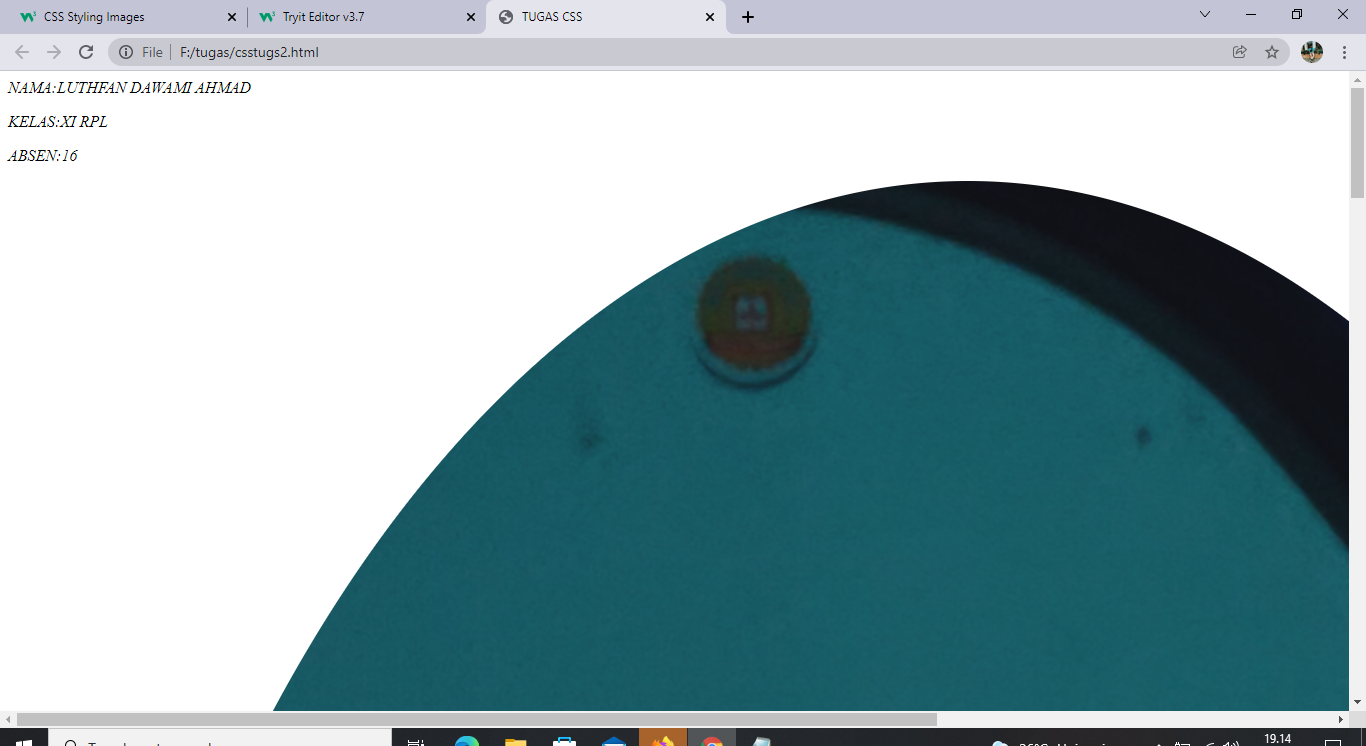 CSS Styling Images
Tryit Editor v3.7
TUGAS CSS
File
F:/tugas/csstugs2.html
NAMA:LUTHFAN DAWAMI AHMAD
KELAS:XI RPL
ABSEN:16
19.14